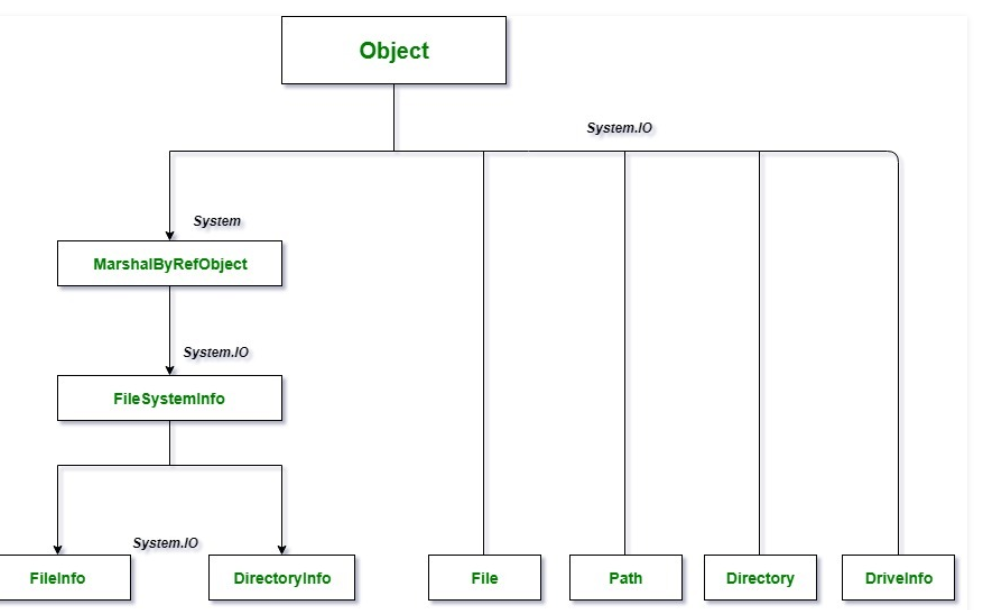 Object
System.IO
System
MarshalByRefObject
System.IO
FileSystemInfo
System.IO
FileInfo
DirectoryInfo
File
Path
Directory
DriveInfo